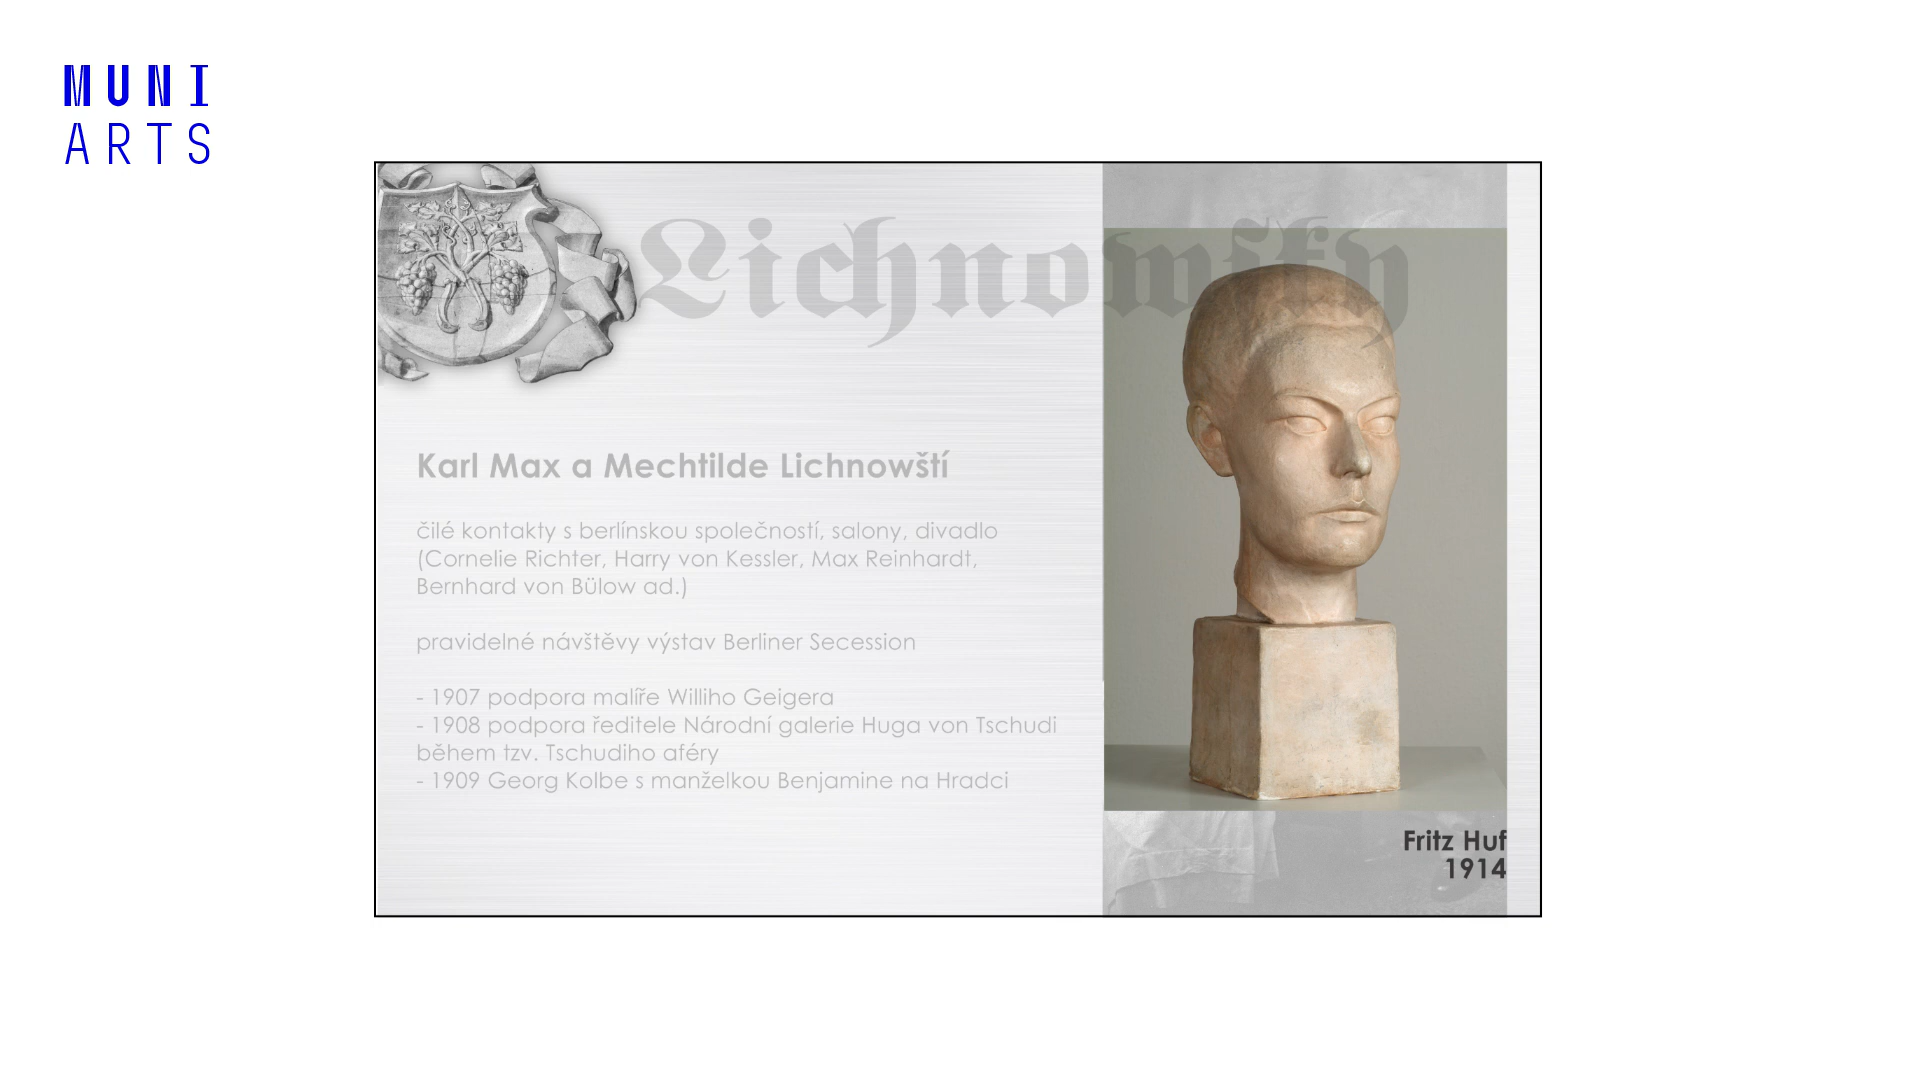 MUNI
ARTS
Lichnowſky
Karl Max a Mechtilde Lichnowští
čilé kontakty s berlínskou společností, salony, divadlo
(Cornelie Richter, Harry von Kessler, Max Reinhardt,
Bernhard von Bülow ad.)
pravidelné návštěvy výstav Berliner Secession
- 1907 podpora malíře Williho Geigera
- 1908 podpora ředitele Národní galerie Huga von Tschudi
během tzv. Tschudiho aféry
- 1909 Georg Kolbe s manželkou Benjamine na Hradci
Fritz Huf
1914